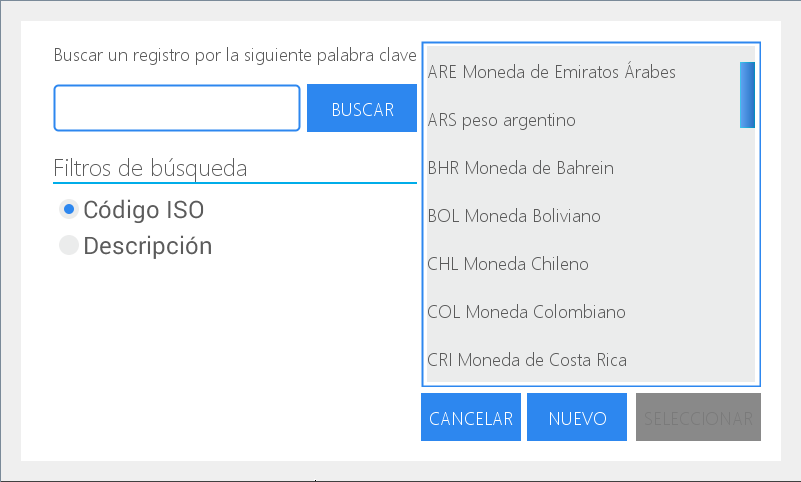 Buscar un registro por la siguiente palabra clave
BUSCAR
Filtros de búsqueda
Código ISO
Descripción
ARE Moneda de Emiratos Árabes
ARS peso argentino
BHR Moneda de Bahrein
BOL Moneda Boliviano
CHL Moneda Chileno
COL Moneda Colombiano
CRI Moneda de Costa Rica
CANCELAR
NUEVO
SELECCIONAR